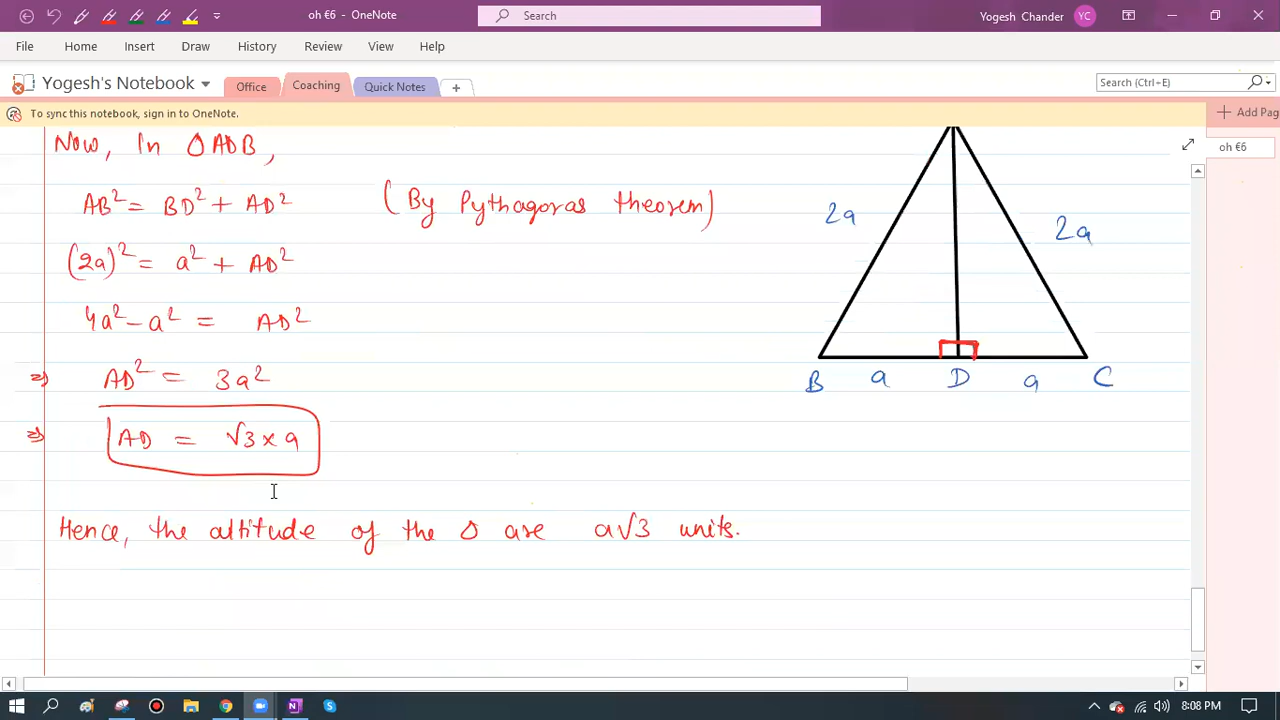 oh €6 - OneNote
Search
Yogesh Chander
YC
File Home Insert Draw History Review View Help
Yogesh's Notebook
Office
Coaching
Quick Notes
Search (Ctrl+E)
To sync this notebook, sign in to OneNote.
Add Pag
oh €6
Now, In △ADB,
AB² = BD² + AD² (By Pythagoras theorem)
(2a)² = a² + AD²
4a² - a² = AD²
⇒ AD² = 3a²
⇒ AD = √3 × a
Hence, the altitude of the △ are a√3 units.
2a
2a
B a D a C
8:08 PM